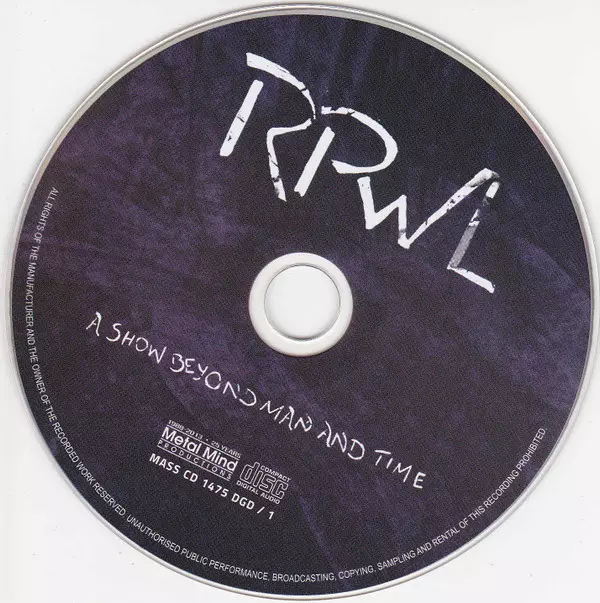 RPWL
A SHOW BEYOND MAN AND TIME
1988-2013 • 25 YEARS
Metal Mind
PRODUCTIONS
COMPACT
disc
DIGITAL AUDIO
MASS CD 1475 DGD / 1
ALL RIGHTS OF THE MANUFACTURER AND THE OWNER OF THE RECORDED WORK RESERVED. UNAUTHORISED PUBLIC PERFORMANCE, BROADCASTING, COPYING, SAMPLING AND RENTAL OF THIS RECORDING PROHIBITED.